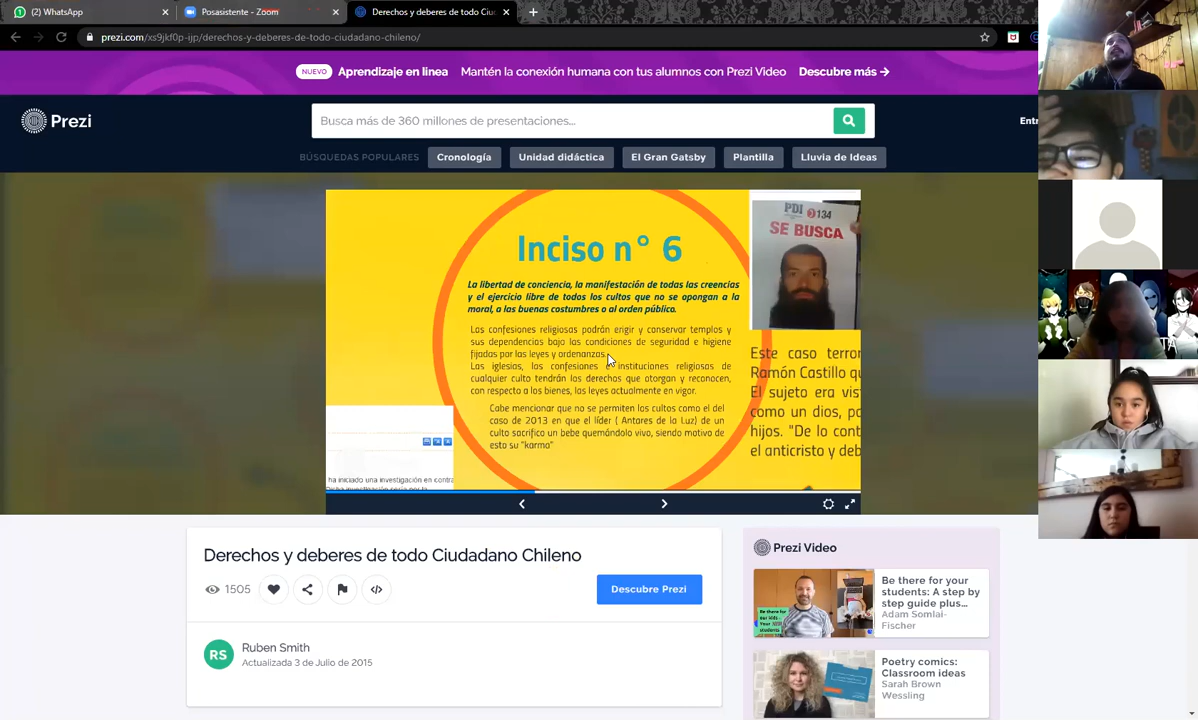 (2) WhatsApp
Posasistente - Zoom
Derechos y deberes de todo Ciud
prezi.com/xs9jkf0p-ijp/derechos-y-deberes-de-todo-ciudadano-chileno/
NUEVO Aprendizaje en linea Mantén la conexión humana con tus alumnos con Prezi Video Descubre más →
Prezi
Busca más de 360 millones de presentaciones...
Entr
BÚSQUEDAS POPULARES Cronología Unidad didáctica El Gran Gatsby Plantilla Lluvia de Ideas
Inciso n° 6
La libertad de conciencia, la manifestación de todas las creencias
y el ejercicio libre de todos los cultos que no se opongan a la
moral, a las buenas costumbres o al orden público.
Las confesiones religiosas podrán erigir y conservar templos y
sus dependencias bajo las condiciones de seguridad e higiene
fijadas por las leyes y ordenanzas.
Las iglesias, las confesiones e instituciones religiosas de
cualquier culto tendrán los derechos que otorgan y reconocen,
con respecto a los bienes, las leyes actualmente en vigor.
Cabe mencionar que no se permiten los cultos como el del
caso de 2013 en que el líder ( Antares de la Luz) de un
culto sacrifico un bebe quemándolo vivo, siendo motivo de
esto su "karma"
PDI 134
SE BUSCA
Este caso terror
Ramón Castillo qu
El sujeto era vis
como un dios, pa
hijos. "De lo cont
el anticristo y deb
ha iniciado una investigación en contra
Derechos y deberes de todo Ciudadano Chileno
1505
Descubre Prezi
RS
Ruben Smith
Actualizada 3 de Julio de 2015
Prezi Video
Be there for your
students: A step by
step guide plus...
Adam Somlai-
Fischer
Be there for
your
students
Poetry comics:
Classroom ideas
Sarah Brown
Wessling